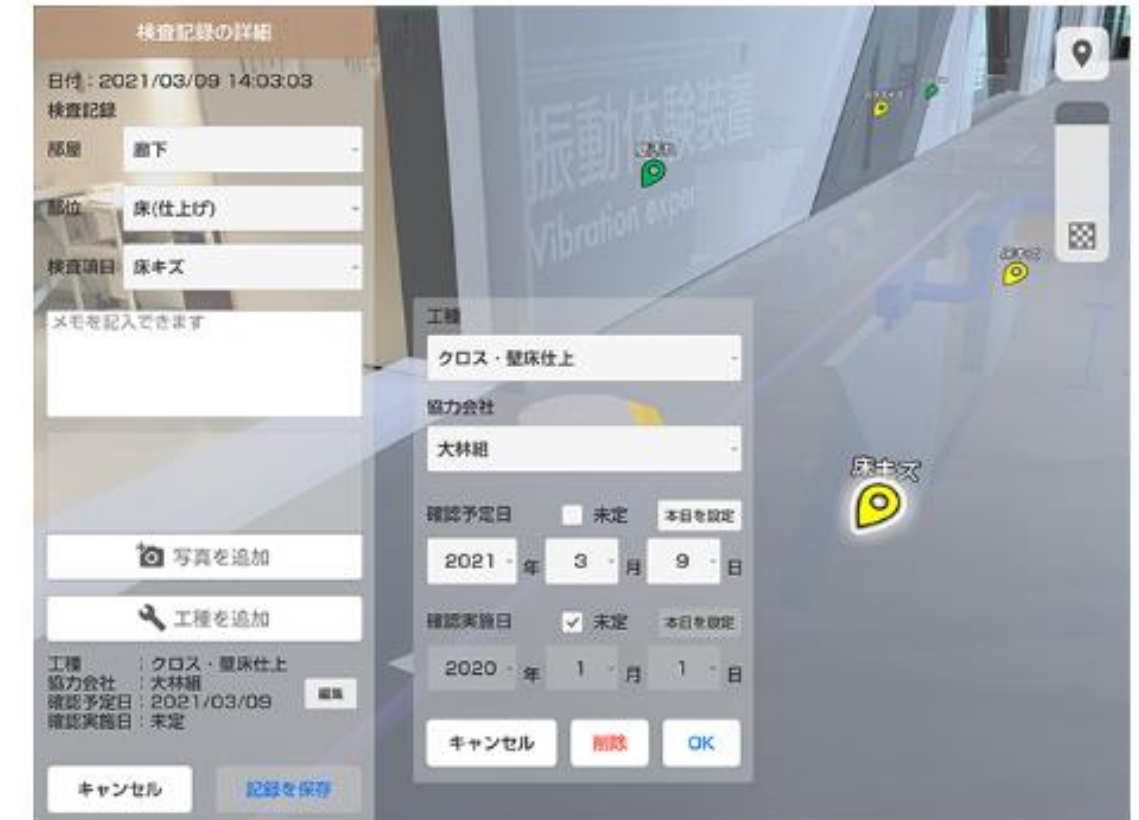 検査記録の詳細
日付：2021/03/09 14:03:03
検査記録
部屋 廊下
部位 床(仕上げ)
検査項目 床キズ
メモを記入できます
写真を追加
工種を追加
工種 ：クロス・壁床仕上
協力会社 ：大林組
確認予定日：2021/03/09
確認実施日：未定
編集
キャンセル
記録を保存
振動体験装置
Vibration exper
工種
クロス・壁床仕上
協力会社
大林組
確認予定日 未定 本日を設定
2021 年 3 月 9 日
確認実施日 未定 本日を設定
2020 年 1 月 1 日
キャンセル 削除 OK
床キズ
床キズ